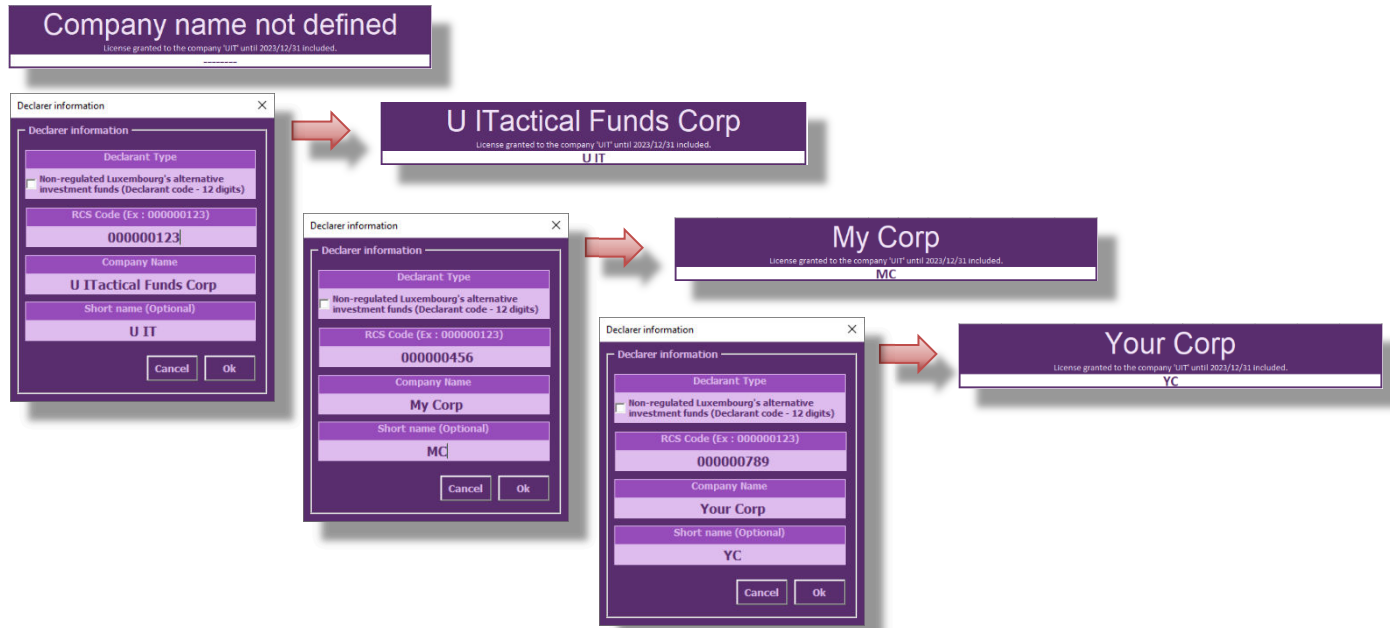 Company name not defined
License granted to the company 'UIT' until 2023/12/31 included.
--------
Declarer information
Declarer information
Declarant Type
Non-regulated Luxembourg's alternative
investment funds (Declarant code - 12 digits)
RCS Code (Ex : 000000123)
000000123
Company Name
U ITactical Funds Corp
Short name (Optional)
U IT
Cancel Ok
U ITactical Funds Corp
License granted to the company 'UIT' until 2023/12/31 included.
U IT
Declarer information
Declarer information
Declarant Type
Non-regulated Luxembourg's alternative
investment funds (Declarant code - 12 digits)
RCS Code (Ex : 000000123)
000000456
Company Name
My Corp
Short name (Optional)
MC
Cancel Ok
My Corp
License granted to the company 'UIT' until 2023/12/31 included.
MC
Declarer information
Declarer information
Declarant Type
Non-regulated Luxembourg's alternative
investment funds (Declarant code - 12 digits)
RCS Code (Ex : 000000123)
000000789
Company Name
Your Corp
Short name (Optional)
YC
Cancel Ok
Your Corp
License granted to the company 'UIT' until 2023/12/31 included.
YC